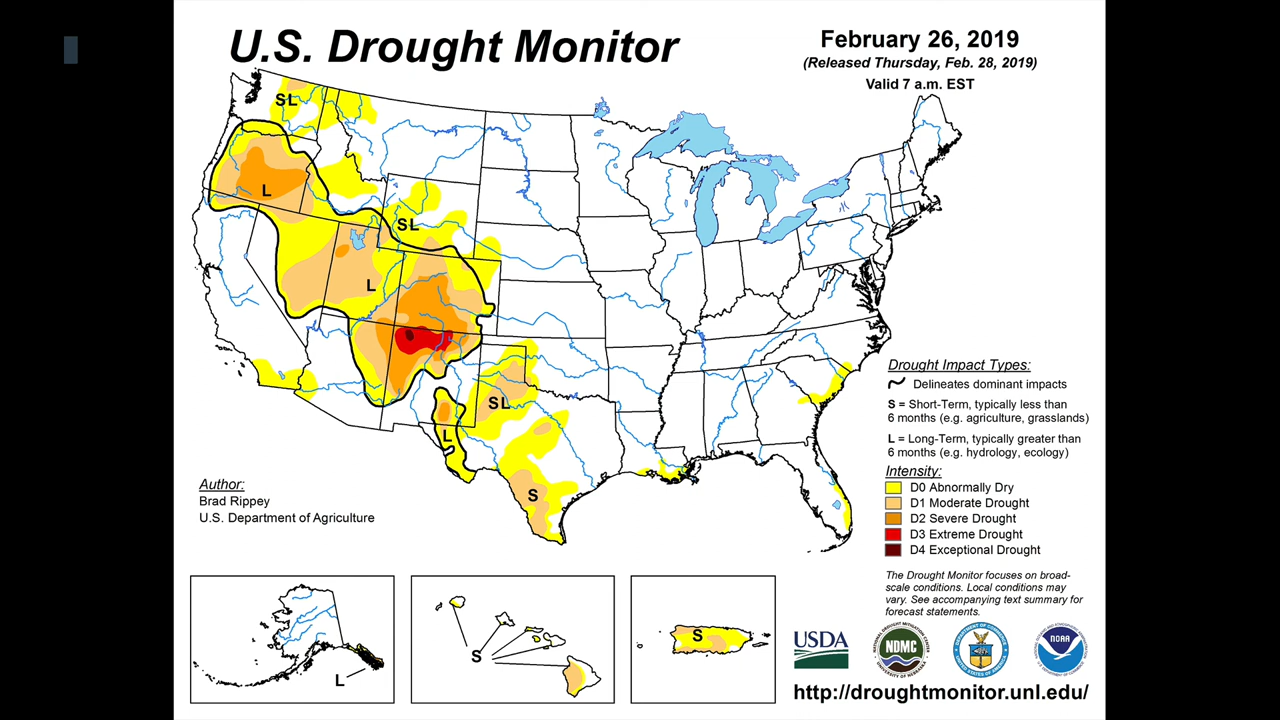 U.S. Drought Monitor
February 26, 2019
(Released Thursday, Feb. 28, 2019)
Valid 7 a.m. EST
SL
L
SL
L
SL
L
S
Drought Impact Types:
Delineates dominant impacts
S = Short-Term, typically less than
6 months (e.g. agriculture, grasslands)
L = Long-Term, typically greater than
6 months (e.g. hydrology, ecology)
Intensity:
D0 Abnormally Dry
D1 Moderate Drought
D2 Severe Drought
D3 Extreme Drought
D4 Exceptional Drought
Author:
Brad Rippey
U.S. Department of Agriculture
The Drought Monitor focuses on broad-
scale conditions. Local conditions may
vary. See accompanying text summary for
forecast statements.
L
S
S
USDA
NDMC
NOAA
http://droughtmonitor.unl.edu/